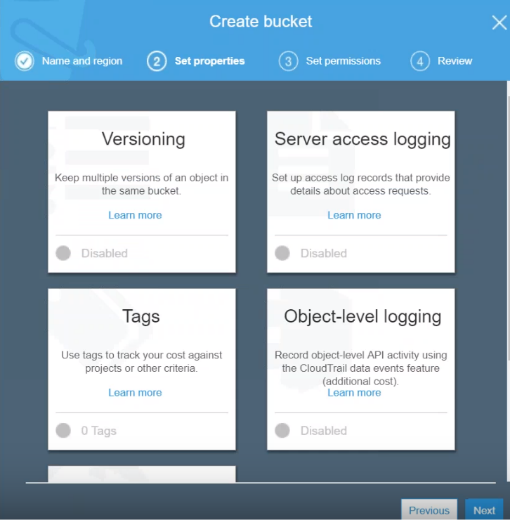 Create bucket
Name and region
2 Set properties
3 Set permissions
4 Review
Versioning
Keep multiple versions of an object in
the same bucket.
Learn more
Disabled
Server access logging
Set up access log records that provide
details about access requests.
Learn more
Disabled
Tags
Use tags to track your cost against
projects or other criteria.
Learn more
0 Tags
Object-level logging
Record object-level API activity using
the CloudTrail data events feature
(additional cost).
Learn more
Disabled
Previous
Next